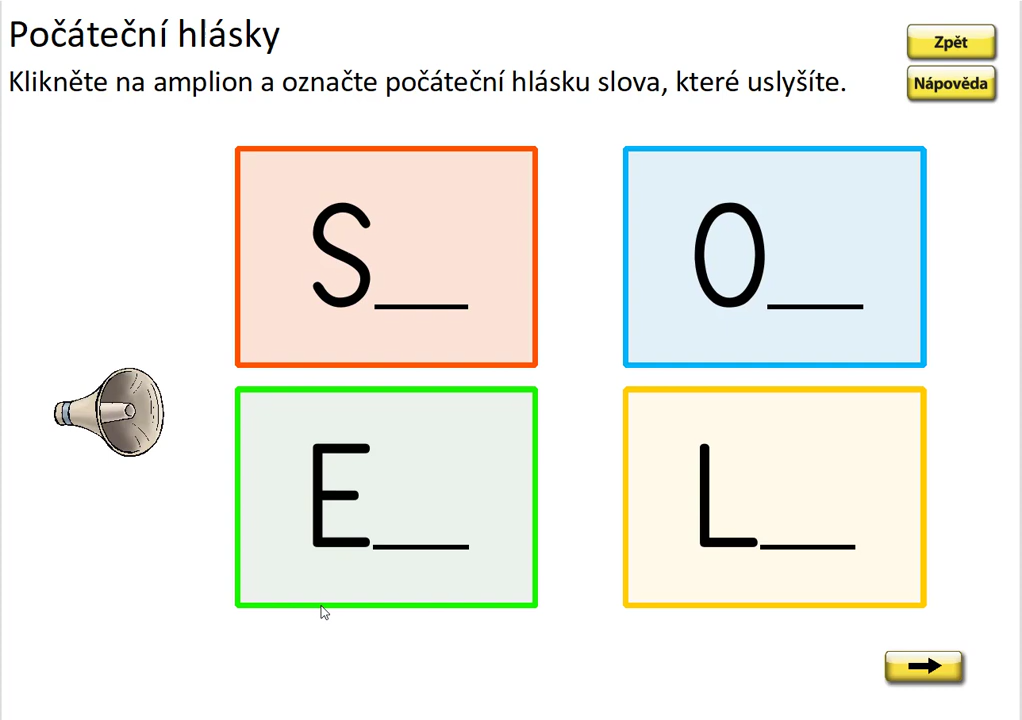 Počáteční hlásky
Klikněte na amplion a označte počáteční hlásku slova, které uslyšíte.
Zpět
Nápověda
S__ O__
E__ L__